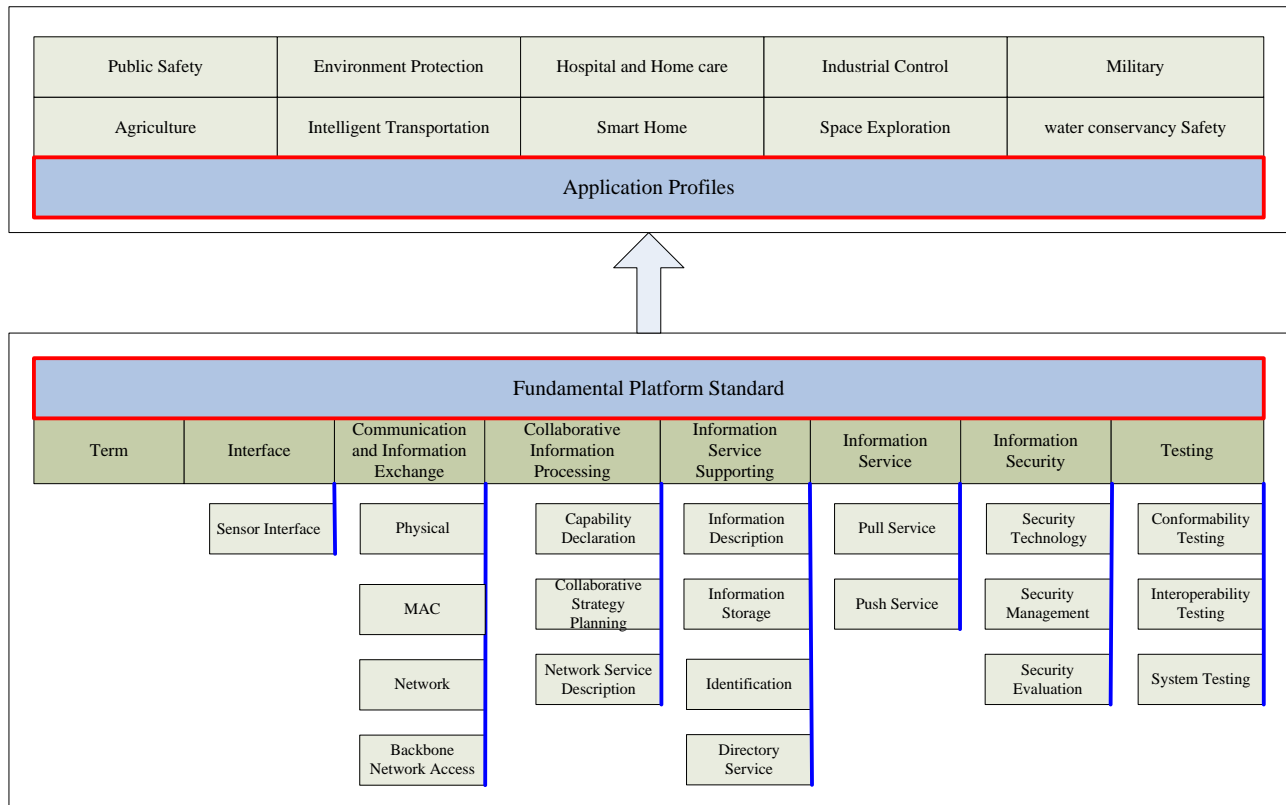 Public Safety
Environment Protection
Hospital and Home care
Industrial Control
Military
Agriculture
Intelligent Transportation
Smart Home
Space Exploration
water conservancy Safety
Application Profiles
Fundamental Platform Standard
Term
Interface
Communication
and Information
Exchange
Collaborative
Information
Processing
Information
Service
Supporting
Information
Service
Information
Security
Testing
Sensor Interface
Physical
MAC
Network
Backbone
Network Access
Capability
Declaration
Collaborative
Strategy
Planning
Network Service
Description
Information
Description
Information
Storage
Identification
Directory
Service
Pull Service
Push Service
Security
Technology
Security
Management
Security
Evaluation
Conformability
Testing
Interoperability
Testing
System Testing